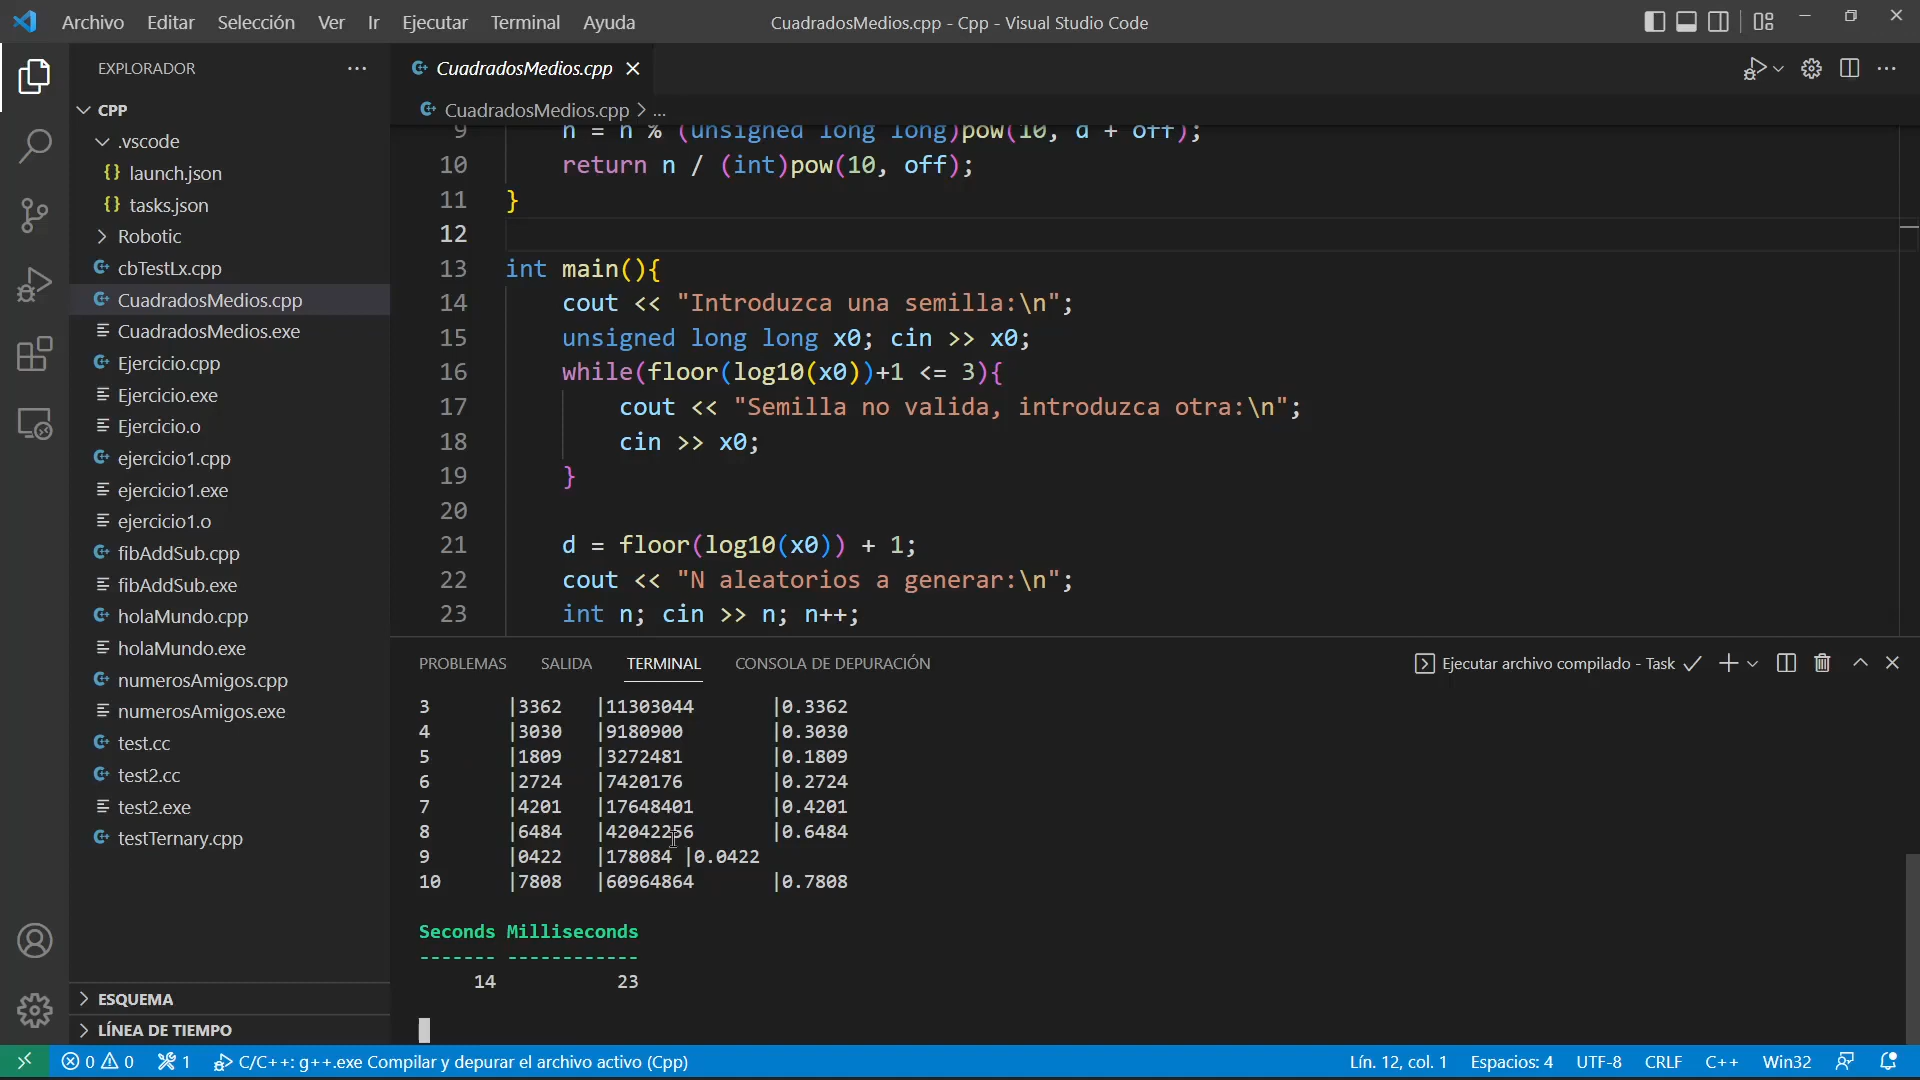 Archivo Editar Selección Ver Ir Ejecutar Terminal Ayuda CuadradosMedios.cpp - Cpp - Visual Studio Code
EXPLORADOR
CPP
.vscode
{} launch.json
{} tasks.json
Robotic
cbTestLx.cpp
CuadradosMedios.cpp
CuadradosMedios.exe
Ejercicio.cpp
Ejercicio.exe
Ejercicio.o
ejercicio1.cpp
ejercicio1.exe
ejercicio1.o
fibAddSub.cpp
fibAddSub.exe
holaMundo.cpp
holaMundo.exe
numerosAmigos.cpp
numerosAmigos.exe
test.cc
test2.cc
test2.exe
testTernary.cpp
ESQUEMA
LÍNEA DE TIEMPO
CuadradosMedios.cpp
CuadradosMedios.cpp > ...
9 n = n % (unsigned long long)pow(10, d + off);
10 return n / (int)pow(10, off);
11 }
12
13 int main(){
14 cout << "Introduzca una semilla:\n";
15 unsigned long long x0; cin >> x0;
16 while(floor(log10(x0))+1 <= 3){
17 cout << "Semilla no valida, introduzca otra:\n";
18 cin >> x0;
19 }
20
21 d = floor(log10(x0)) + 1;
22 cout << "N aleatorios a generar:\n";
23 int n; cin >> n; n++;
PROBLEMAS SALIDA TERMINAL CONSOLA DE DEPURACIÓN Ejecutar archivo compilado - Task
3 |3362 |11303044 |0.3362
4 |3030 |9180900 |0.3030
5 |1809 |3272481 |0.1809
6 |2724 |7420176 |0.2724
7 |4201 |17648401 |0.4201
8 |6484 |42042256 |0.6484
9 |0422 |178084 |0.0422
10 |7808 |60964864 |0.7808
Seconds Milliseconds
------- ------------
14 23
0 0 1 C/C++: g++.exe Compilar y depurar el archivo activo (Cpp) Lín. 12, col. 1 Espacios: 4 UTF-8 CRLF C++ Win32